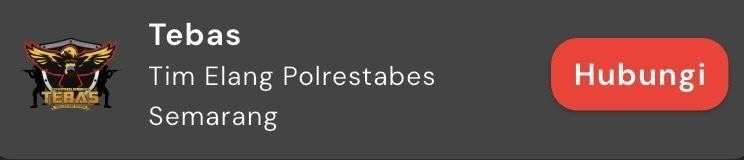 Tebas
Tim Elang Polrestabes
Semarang
Hubungi
TEBAS